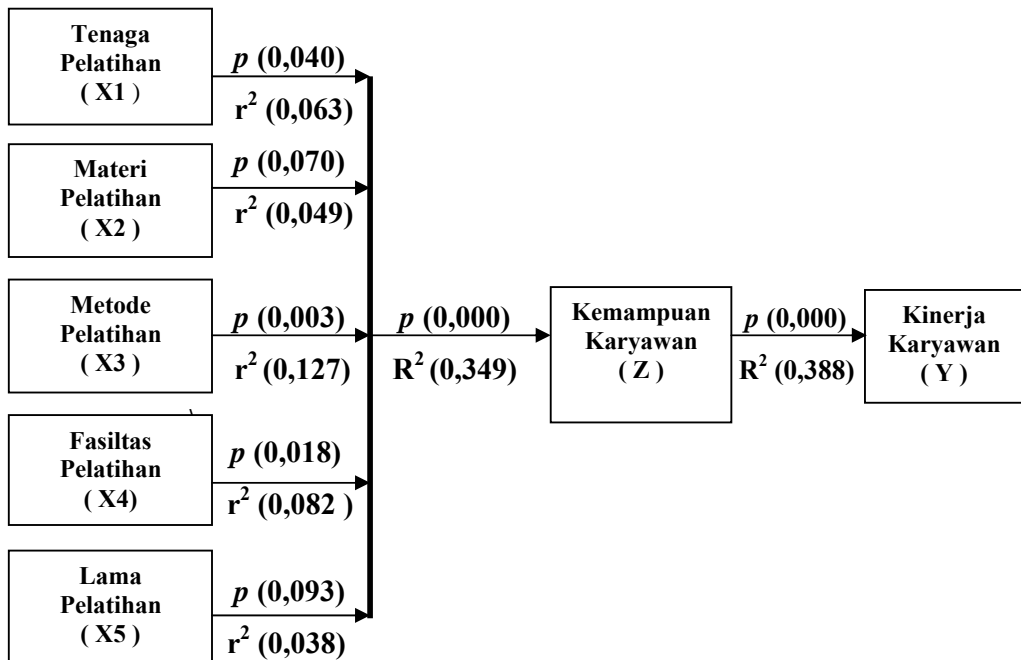 Tenaga
Pelatihan
( X1 )
p (0,040)
r² (0,063)
Materi
Pelatihan
( X2 )
p (0,070)
r² (0,049)
Metode
Pelatihan
( X3 )
p (0,003)
r² (0,127)
Fasiltas
Pelatihan
( X4)
p (0,018)
r² (0,082 )
Lama
Pelatihan
( X5 )
p (0,093)
r² (0,038)
p (0,000)
R² (0,349)
Kemampuan
Karyawan
( Z )
p (0,000)
R² (0,388)
Kinerja
Karyawan
( Y )